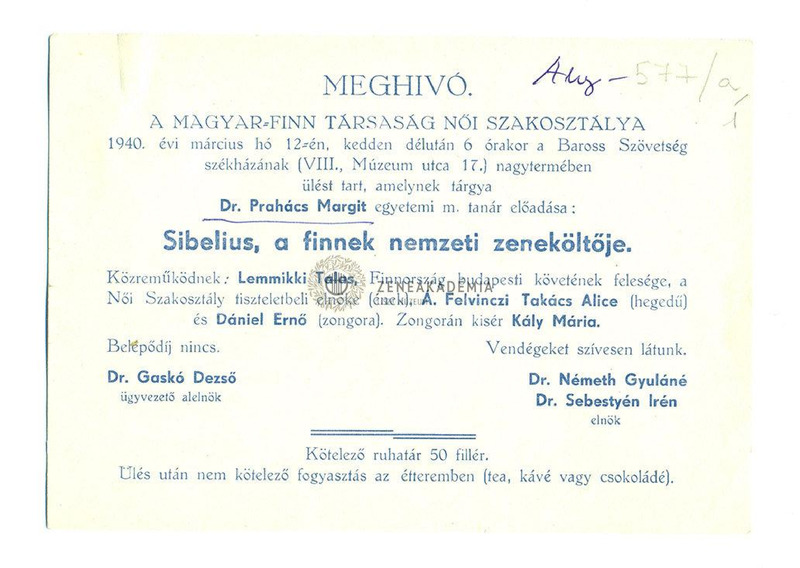 MEGHIVÓ.
577/a,
1
A MAGYAR-FINN TÁRSASÁG NŐI SZAKOSZTÁLYA
1940. évi március hó 12-én, kedden délután 6 órakor a Baross Szövetség
székházának (VIII., Múzeum utca 17.) nagytermében
ülést tart, amelynek tárgya
Dr. Prahács Margit egyetemi m. tanár előadása :
Sibelius, a finnek nemzeti zeneköltője.
Közreműködnek: Lemmikki Talas, Finnország budapesti követének felesége, a
ZENEAKADÉMIA
Női Szakosztály tiszteletbeli elnöke (ének), A. Felvinczi Takács Alice (hegedű)
és Dániel Ernő (zongora). Zongorán kisér Kály Mária.
Belépődíj nincs. Vendégeket szívesen látunk.
Dr. Gaskó Dezső Dr. Németh Gyuláné
ügyvezető alelnök Dr. Sebestyén Irén
elnök
Kötelező ruhatár 50 fillér.
Ülés után nem kötelező fogyasztás az étteremben (tea, kávé vagy csokoládé).